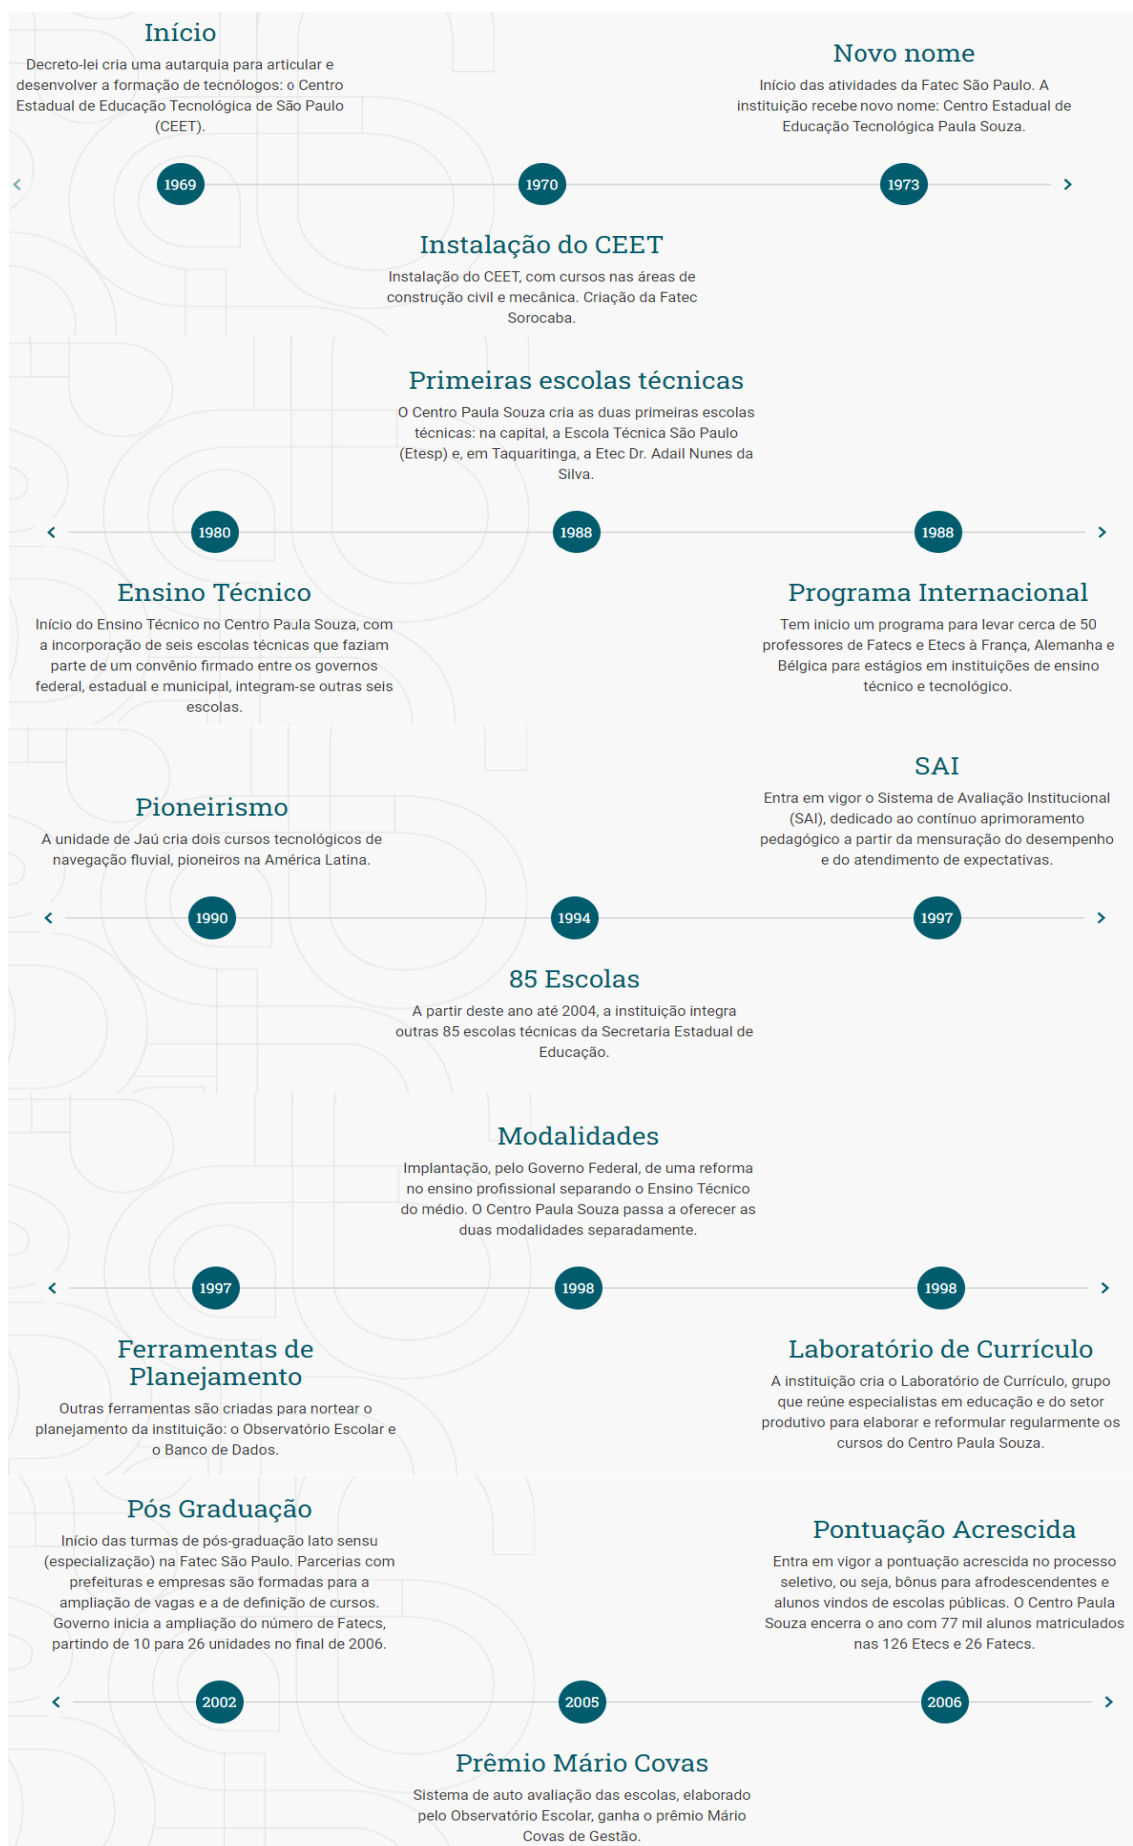 Início
Decreto-lei cria uma autarquia para articular e
desenvolver a formação de tecnólogos: o Centro
Estadual de Educação Tecnológica de São Paulo
(CEET).
Novo nome
Início das atividades da Fatec São Paulo. A
instituição recebe novo nome: Centro Estadual de
Educação Tecnológica Paula Souza.
1969
1970
1973
Instalação do CEET
Instalação do CEET, com cursos nas áreas de
construção civil e mecânica. Criação da Fatec
Sorocaba.
Primeiras escolas técnicas
O Centro Paula Souza cria as duas primeiras escolas
técnicas: na capital, a Escola Técnica São Paulo
(Etesp) e, em Taquaritinga, a Etec Dr. Adail Nunes da
Silva.
1980
1988
1988
Ensino Técnico
Início do Ensino Técnico no Centro Paula Souza, com
a incorporação de seis escolas técnicas que faziam
parte de um convênio firmado entre os governos
federal, estadual e municipal, integram-se outras seis
escolas.
Programa Internacional
Tem inicio um programa para levar cerca de 50
professores de Fatecs e Etecs à França, Alemanha e
Bélgica para estágios em instituições de ensino
técnico e tecnológico.
Pioneirismo
A unidade de Jaú cria dois cursos tecnológicos de
navegação fluvial, pioneiros na América Latina.
SAI
Entra em vigor o Sistema de Avaliação Institucional
(SAI), dedicado ao contínuo aprimoramento
pedagógico a partir da mensuração do desempenho
e do atendimento de expectativas.
1990
1994
1997
85 Escolas
A partir deste ano até 2004, a instituição integra
outras 85 escolas técnicas da Secretaria Estadual de
Educação.
Modalidades
Implantação, pelo Governo Federal, de uma reforma
no ensino profissional separando o Ensino Técnico
do médio. O Centro Paula Souza passa a oferecer as
duas modalidades separadamente.
1997
1998
1998
Ferramentas de
Planejamento
Outras ferramentas são criadas para nortear o
planejamento da instituição: o Observatório Escolar e
o Banco de Dados.
Laboratório de Currículo
A instituição cria o Laboratório de Currículo, grupo
que reúne especialistas em educação e do setor
produtivo para elaborar e reformular regularmente os
cursos do Centro Paula Souza.
Pós Graduação
Início das turmas de pós-graduação lato sensu
(especialização) na Fatec São Paulo. Parcerias com
prefeituras e empresas são formadas para a
ampliação de vagas e a de definição de cursos.
Governo inicia a ampliação do número de Fatecs,
partindo de 10 para 26 unidades no final de 2006.
Pontuação Acrescida
Entra em vigor a pontuação acrescida no processo
seletivo, ou seja, bônus para afrodescendentes e
alunos vindos de escolas públicas. O Centro Paula
Souza encerra o ano com 77 mil alunos matriculados
nas 126 Etecs e 26 Fatecs.
2002
2005
2006
Prêmio Mário Covas
Sistema de auto avaliação das escolas, elaborado
pelo Observatório Escolar, ganha o prêmio Mário
Covas de Gestão.